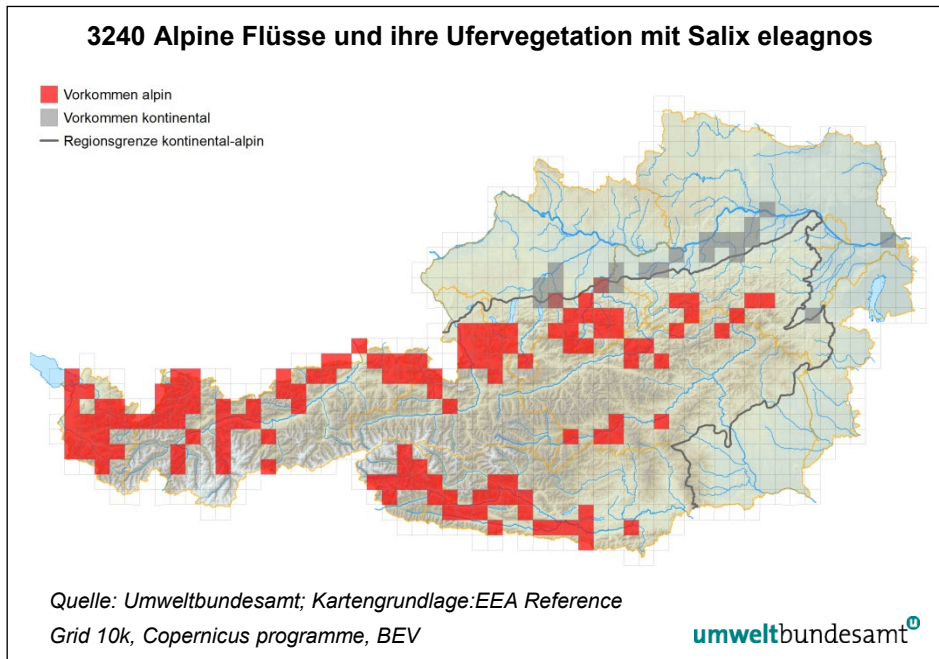 3240 Alpine Flüsse und ihre Ufervegetation mit Salix eleagnos
Vorkommen alpin
Vorkommen kontinental
Regionsgrenze kontinental-alpin
Quelle: Umweltbundesamt; Kartengrundlage:EEA Reference
Grid 10k, Copernicus programme, BEV
umweltbundesamt u